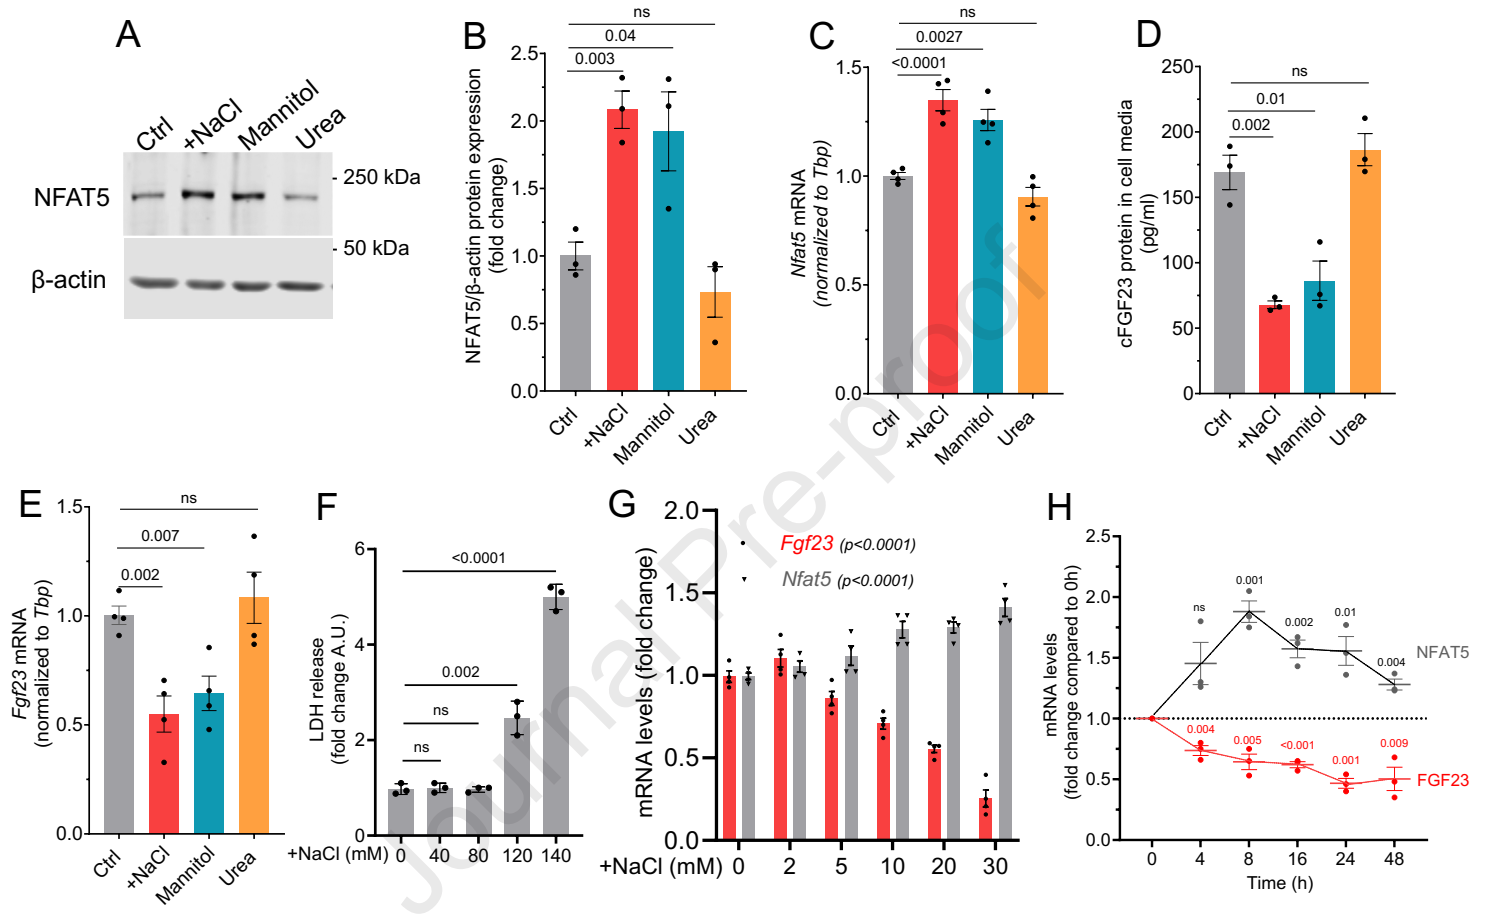 A
Ctrl
+NaCl
Mannitol
Urea
NFAT5
- 250 kDa
- 50 kDa
β-actin
B
NFAT5/β-actin protein expression
(fold change)
2.5
2.0
1.5
1.0
0.5
0.0
ns
0.04
0.003
Ctrl
+NaCl
Mannitol
Urea
C
Nfat5 mRNA
(normalized to Tbp)
1.5
1.0
0.5
0.0
ns
0.0027
<0.0001
Ctrl
+NaCl
Mannitol
Urea
D
cFGF23 protein in cell media
(pg/ml)
250
200
150
100
50
0
ns
0.01
0.002
Ctrl
+NaCl
Mannitol
Urea
E
Fgf23 mRNA
(normalized to Tbp)
1.5
1.0
0.5
0.0
ns
0.007
0.002
Ctrl
+NaCl
Mannitol
Urea
F
LDH release
(fold change A.U.)
6
4
2
0
<0.0001
0.002
ns
ns
+NaCl (mM) 0 40 80 120 140
G
mRNA levels (fold change)
2.0
1.5
1.0
0.5
0.0
Fgf23 (p<0.0001)
Nfat5 (p<0.0001)
+NaCl (mM) 0 2 5 10 20 30
H
mRNA levels
(fold change compared to 0h)
2.5
2.0
1.5
1.0
0.5
0.0
ns
0.001
0.002
0.01
0.004
NFAT5
0.004
0.005
<0.001
0.001
0.009
FGF23
0 4 8 16 24 48
Time (h)
Journal Pre-proof